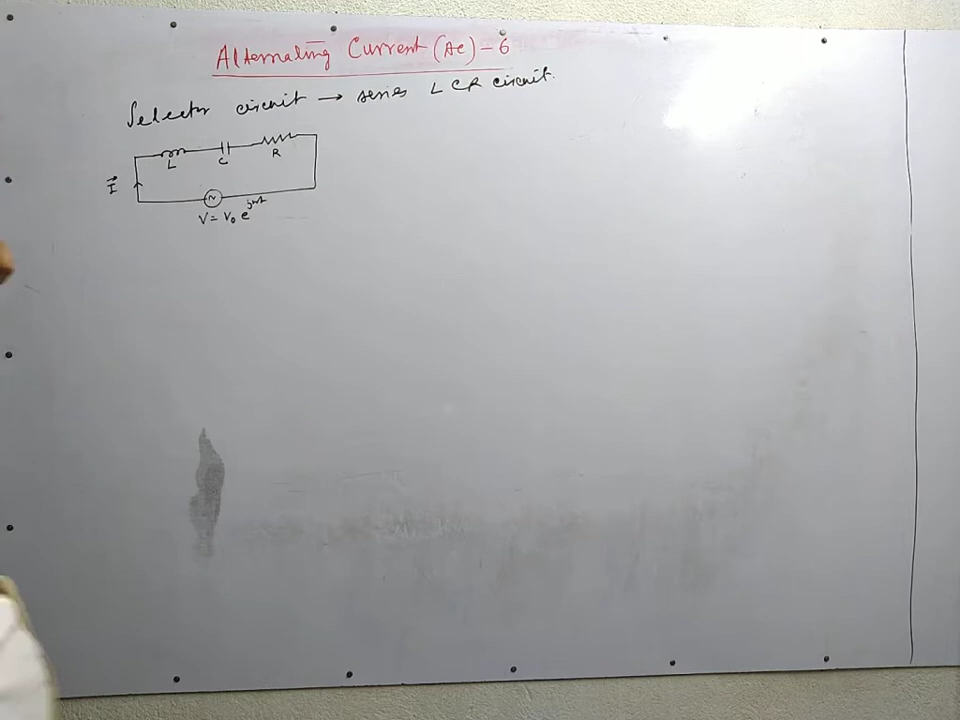 Alternating Current (Ac) - 6
Selector circuit → series LCR circuit.
L C R
I
V = V₀ e^jωt